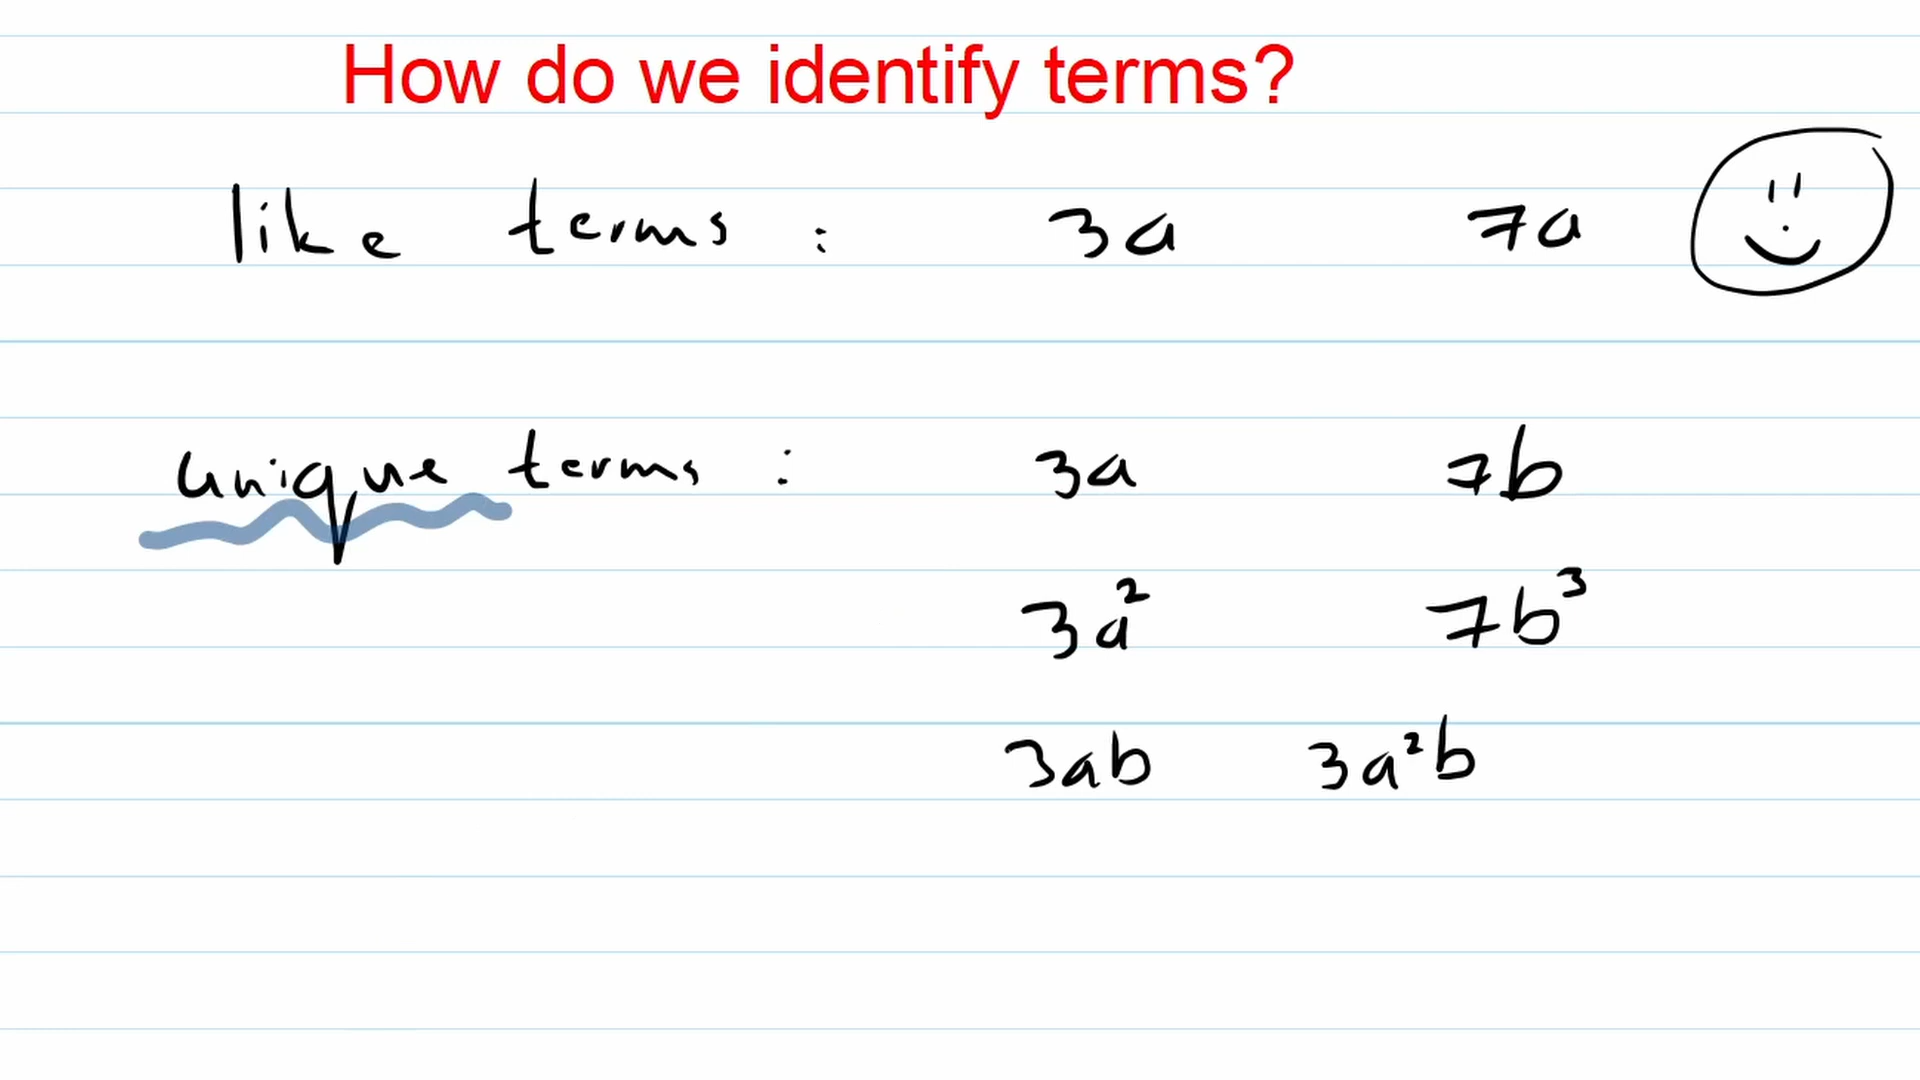 How do we identify terms?
like terms : 3a 7a
unique terms : 3a 7b
3a² 7b³
3ab 3a²b